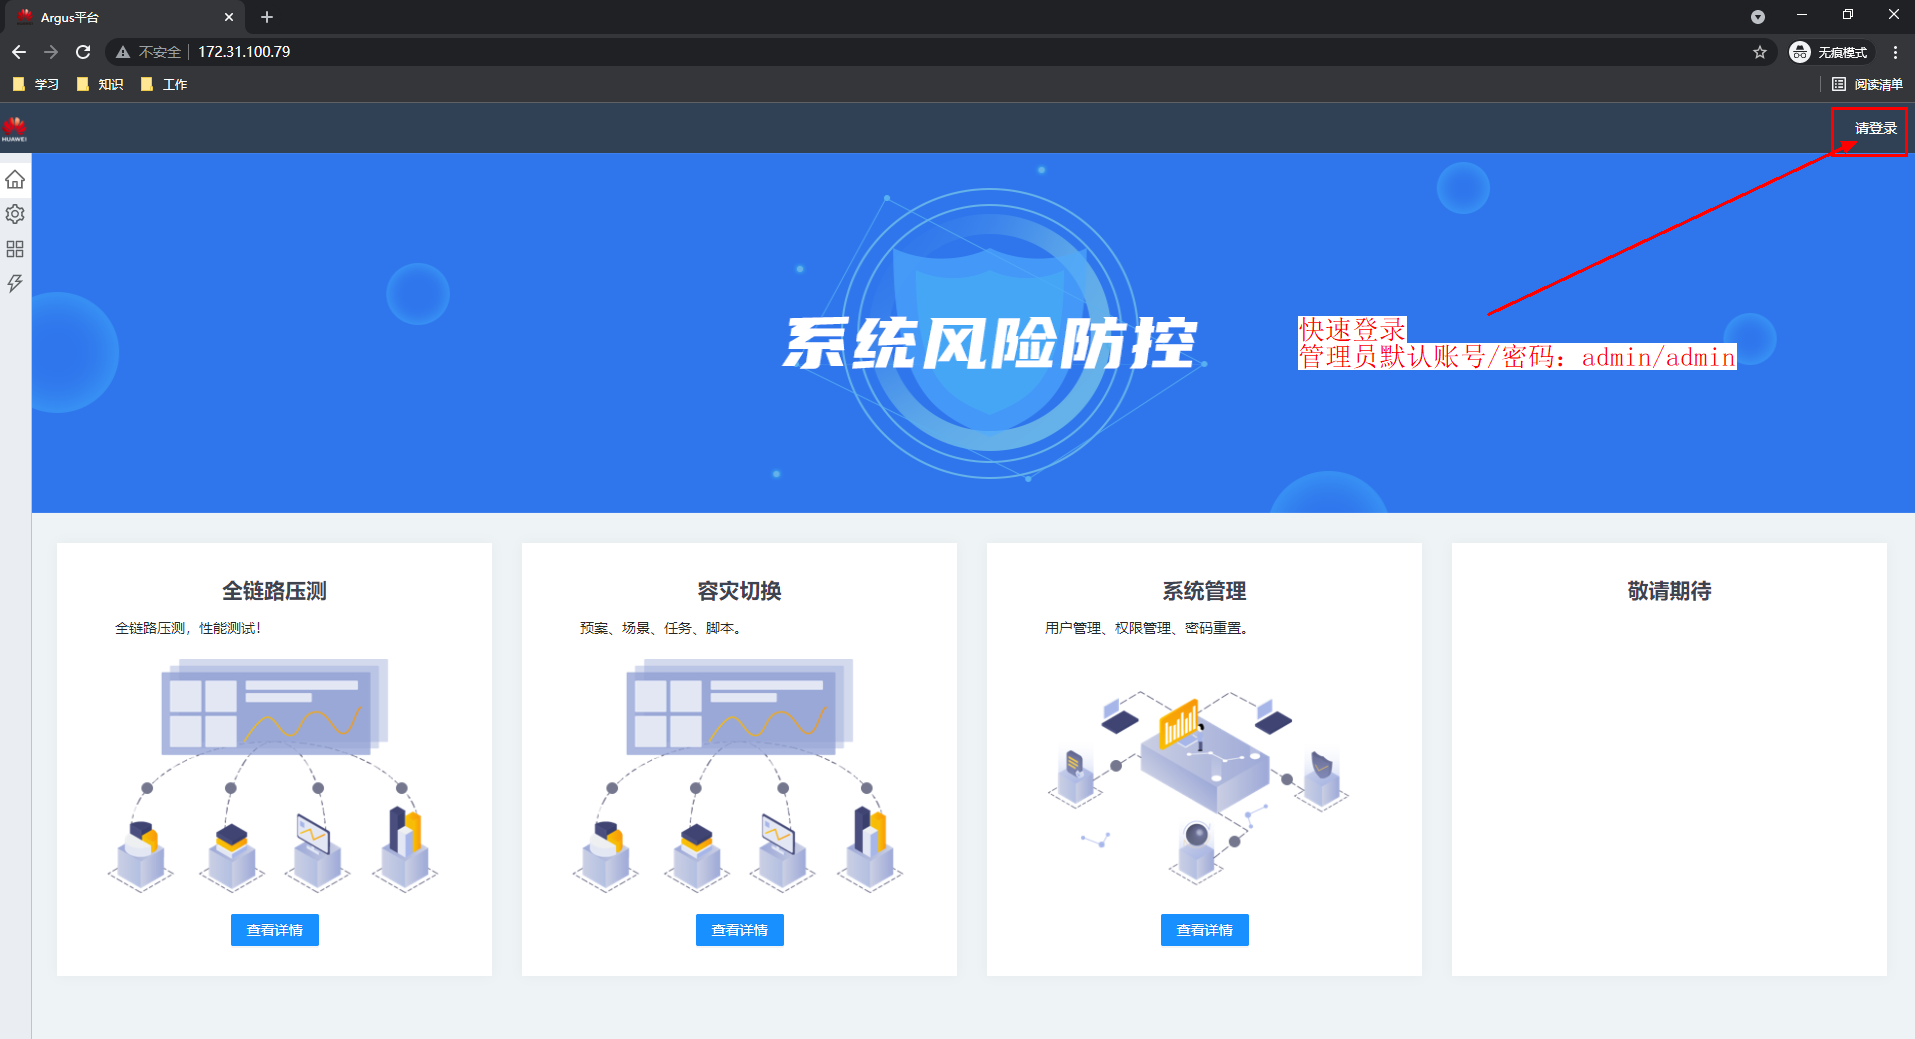 Argus平台
不安全
172.31.100.79
无痕模式
学习
知识
工作
阅读清单
HUAWEI
请登录
系统风险防控
快速登录
管理员默认账号/密码：admin/admin
全链路压测
全链路压测，性能测试！
查看详情
容灾切换
预案、场景、任务、脚本。
查看详情
系统管理
用户管理、权限管理、密码重置。
查看详情
敬请期待